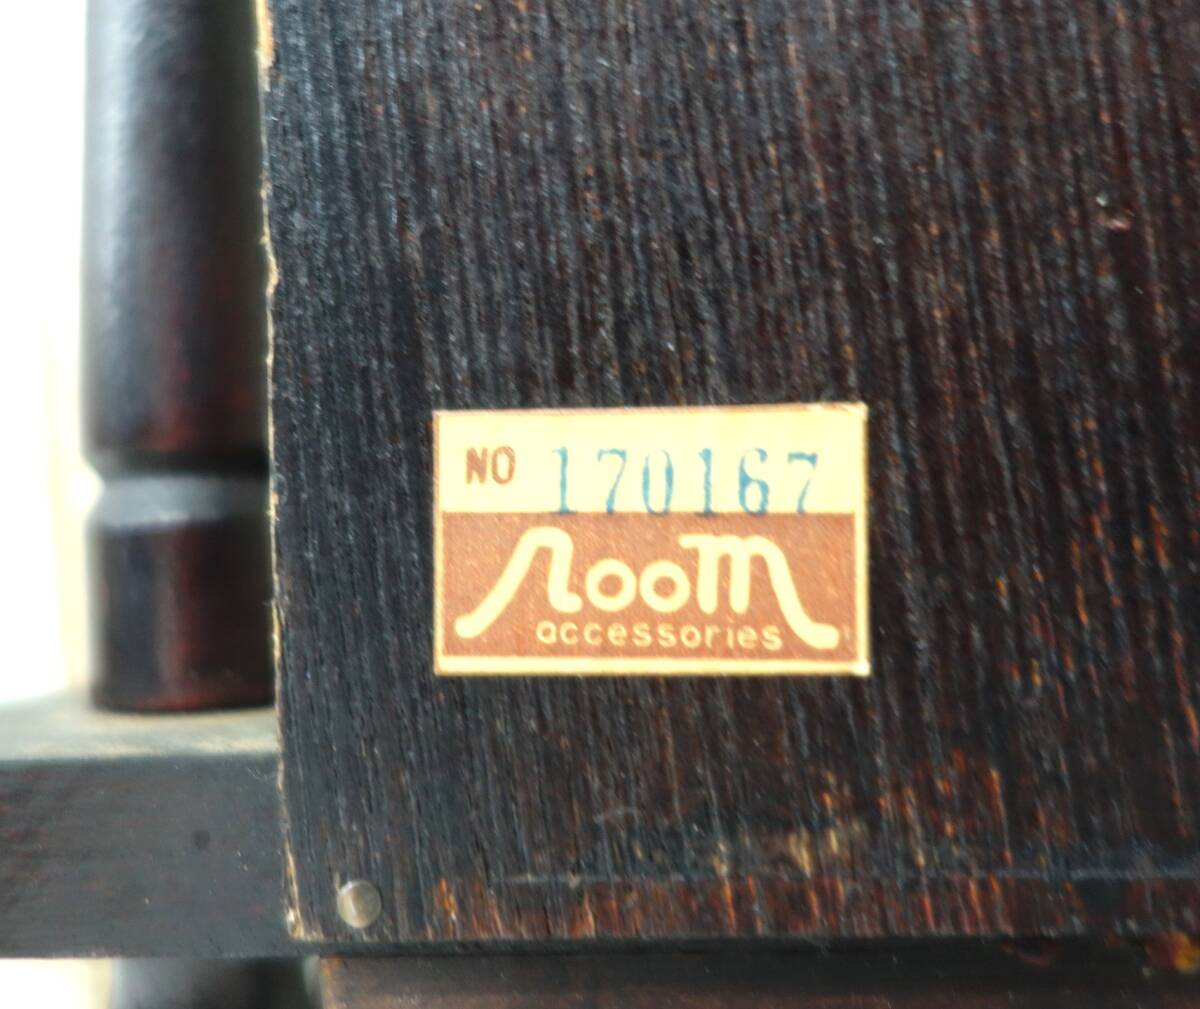 NO 170167
room
accessories